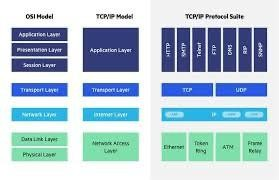 OSI Model
TCP/IP Model
TCP/IP Protocol Suite
Application Layer
Presentation Layer
Session Layer
Application Layer
HTTP
SMTP
Telnet
FTP
DNS
RIP
SNMP
Transport Layer
Transport Layer
TCP
UDP
Network Layer
Internet Layer
IP
Data Link Layer
Physical Layer
Network Access
Layer
Ethernet
Token
Ring
ATM
Frame
Relay